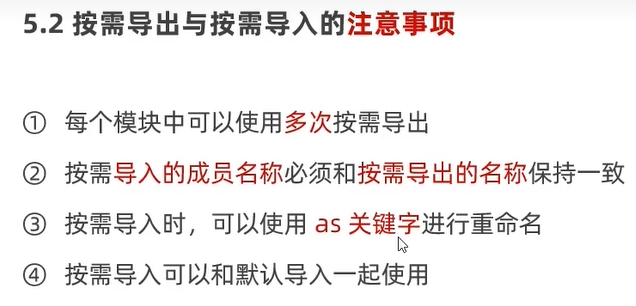 5.2 按需导出与按需导入的注意事项
① 每个模块中可以使用多次按需导出
② 按需导入的成员名称必须和按需导出的名称保持一致
③ 按需导入时，可以使用 as 关键字进行重命名
④ 按需导入可以和默认导入一起使用